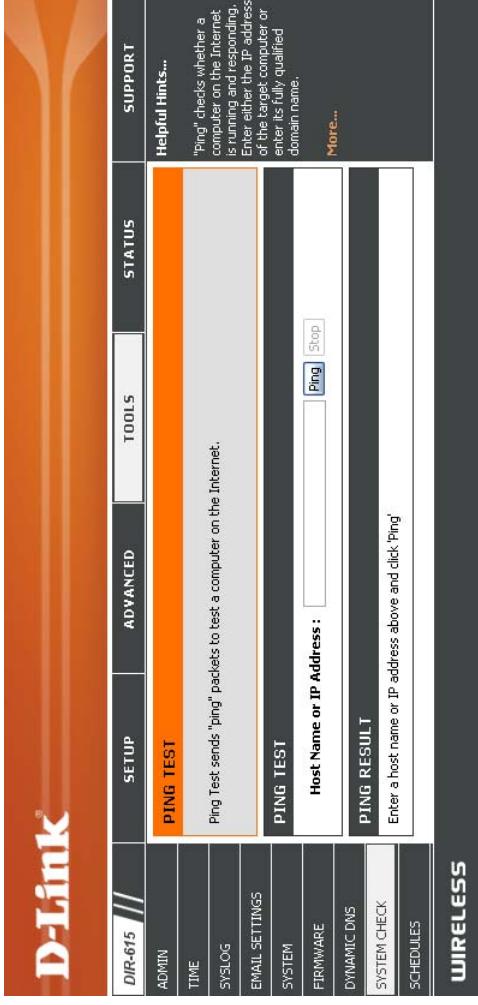 D-Link
DIR-615
SETUP
ADVANCED
TOOLS
STATUS
SUPPORT
ADMIN
TIME
SYSLOG
EMAIL SETTINGS
SYSTEM
FIRMWARE
DYNAMIC DNS
SYSTEM CHECK
SCHEDULES
PING TEST
Ping Test sends "ping" packets to test a computer on the Internet.
PING TEST
Host Name or IP Address :
Ping
Stop
PING RESULT
Enter a host name or IP address above and click 'Ping'
Helpful Hints...
"Ping" checks whether a
computer on the Internet
is running and responding.
Enter either the IP address
of the target computer or
enter its fully qualified
domain name.
More...
WIRELESS